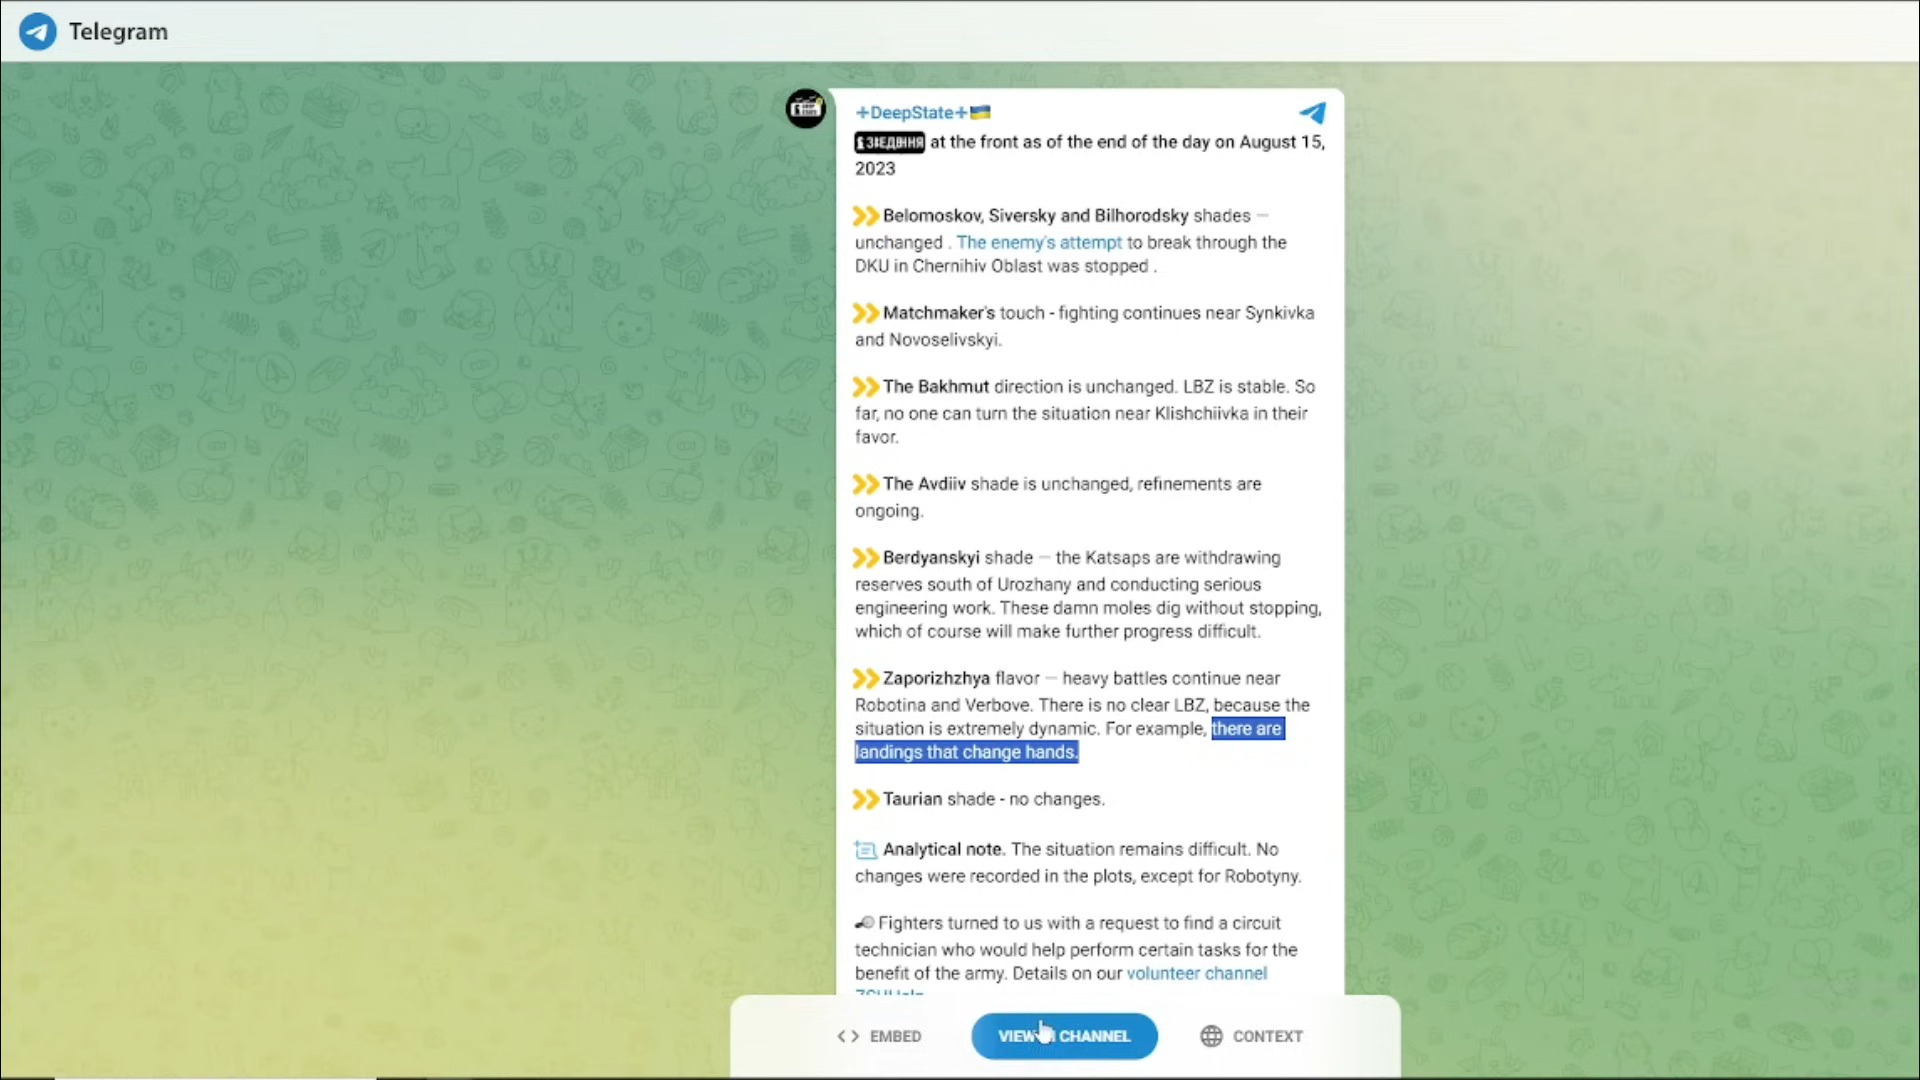 Telegram
+DeepState+
ЗВЕДЕННЯ at the front as of the end of the day on August 15,
2023
Belomoskov, Siversky and Bilhorodsky shades —
unchanged . The enemy's attempt to break through the
DKU in Chernihiv Oblast was stopped .
Matchmaker's touch - fighting continues near Synkivka
and Novoselivskyi.
The Bakhmut direction is unchanged. LBZ is stable. So
far, no one can turn the situation near Klishchiivka in their
favor.
The Avdiiv shade is unchanged, refinements are
ongoing.
Berdyanskyi shade — the Katsaps are withdrawing
reserves south of Urozhany and conducting serious
engineering work. These damn moles dig without stopping,
which of course will make further progress difficult.
Zaporizhzhya flavor — heavy battles continue near
Robotina and Verbove. There is no clear LBZ, because the
situation is extremely dynamic. For example, there are
landings that change hands.
Taurian shade - no changes.
Analytical note. The situation remains difficult. No
changes were recorded in the plots, except for Robotyny.
Fighters turned to us with a request to find a circuit
technician who would help perform certain tasks for the
benefit of the army. Details on our volunteer channel
EMBED VIEW CHANNEL CONTEXT